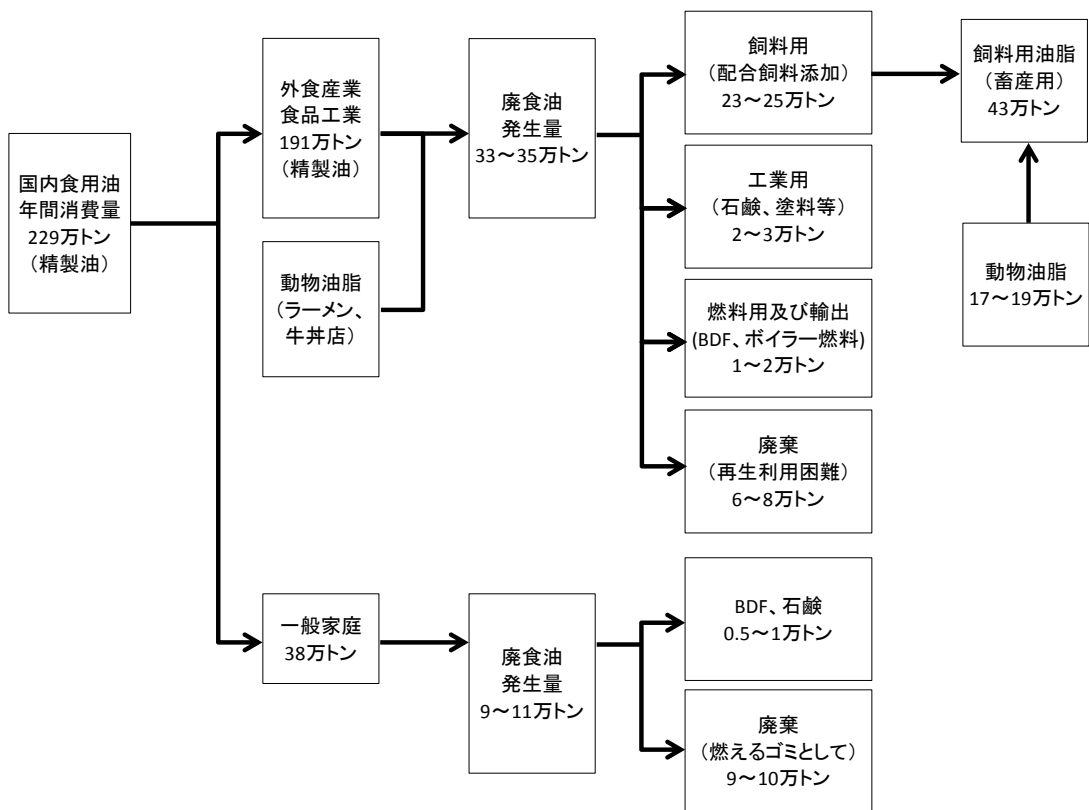 国内食用油
年間消費量
229万トン
（精製油）
外食産業
食品工業
191万トン
（精製油）
動物油脂
（ラーメン、
牛丼店）
廃食油
発生量
33～35万トン
飼料用
（配合飼料添加）
23～25万トン
飼料用油脂
（畜産用）
43万トン
工業用
（石鹸、塗料等）
2～3万トン
動物油脂
17～19万トン
燃料用及び輸出
(BDF、ボイラー燃料)
1～2万トン
廃棄
（再生利用困難）
6～8万トン
一般家庭
38万トン
廃食油
発生量
9～11万トン
BDF、石鹸
0.5～1万トン
廃棄
（燃えるゴミとして）
9～10万トン